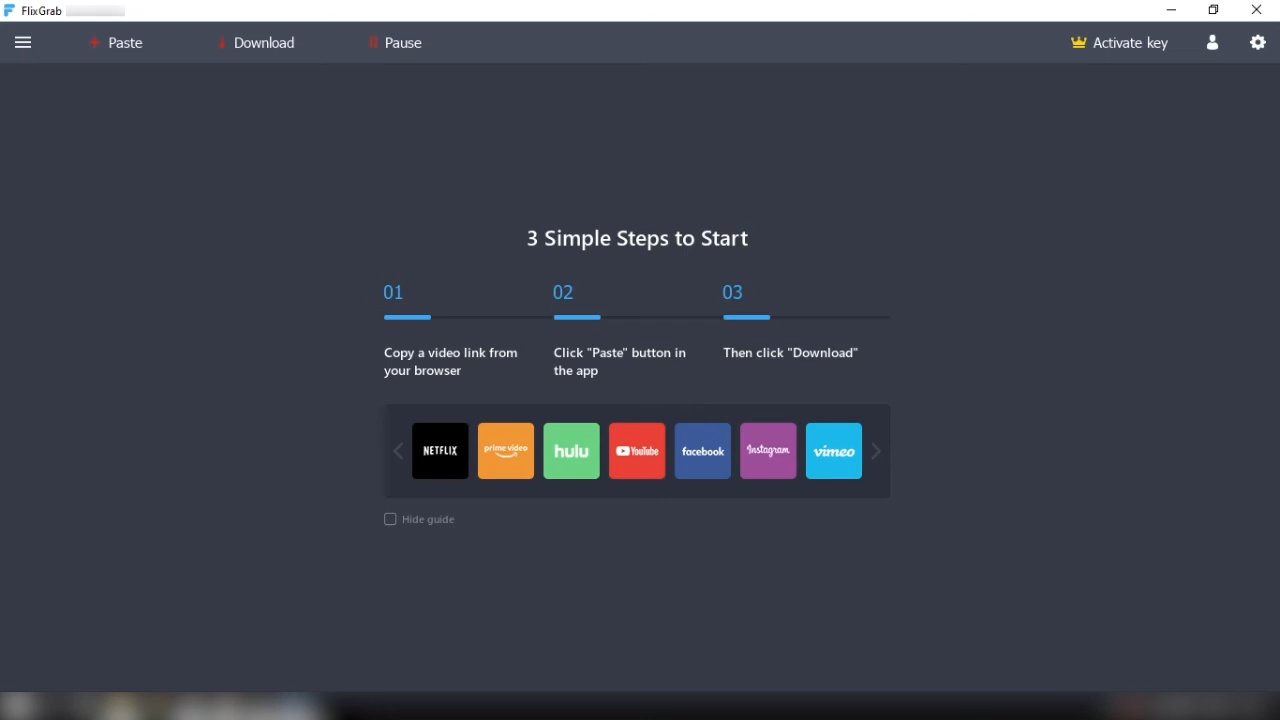 FlixGrab
Paste
Download
Pause
Activate key
3 Simple Steps to Start
01
02
03
Copy a video link from
your browser
Click "Paste" button in
the app
Then click "Download"
NETFLIX
prime video
hulu
YouTube
facebook
Instagram
vimeo
Hide guide